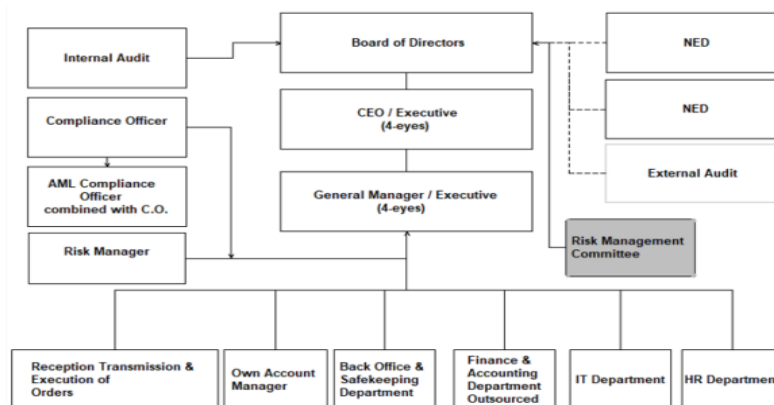 Board of Directors
NED
Internal Audit
NED
CEO / Executive
(4-eyes)
Compliance Officer
External Audit
AML Compliance
Officer
combined with C.O.
General Manager / Executive
(4-eyes)
Risk Manager
Risk Management
Committee
Reception Transmission &
Execution of
Orders
Own Account
Manager
Back Office &
Safekeeping
Department
Finance &
Accounting
Department
Outsourced
IT Department
HR Department